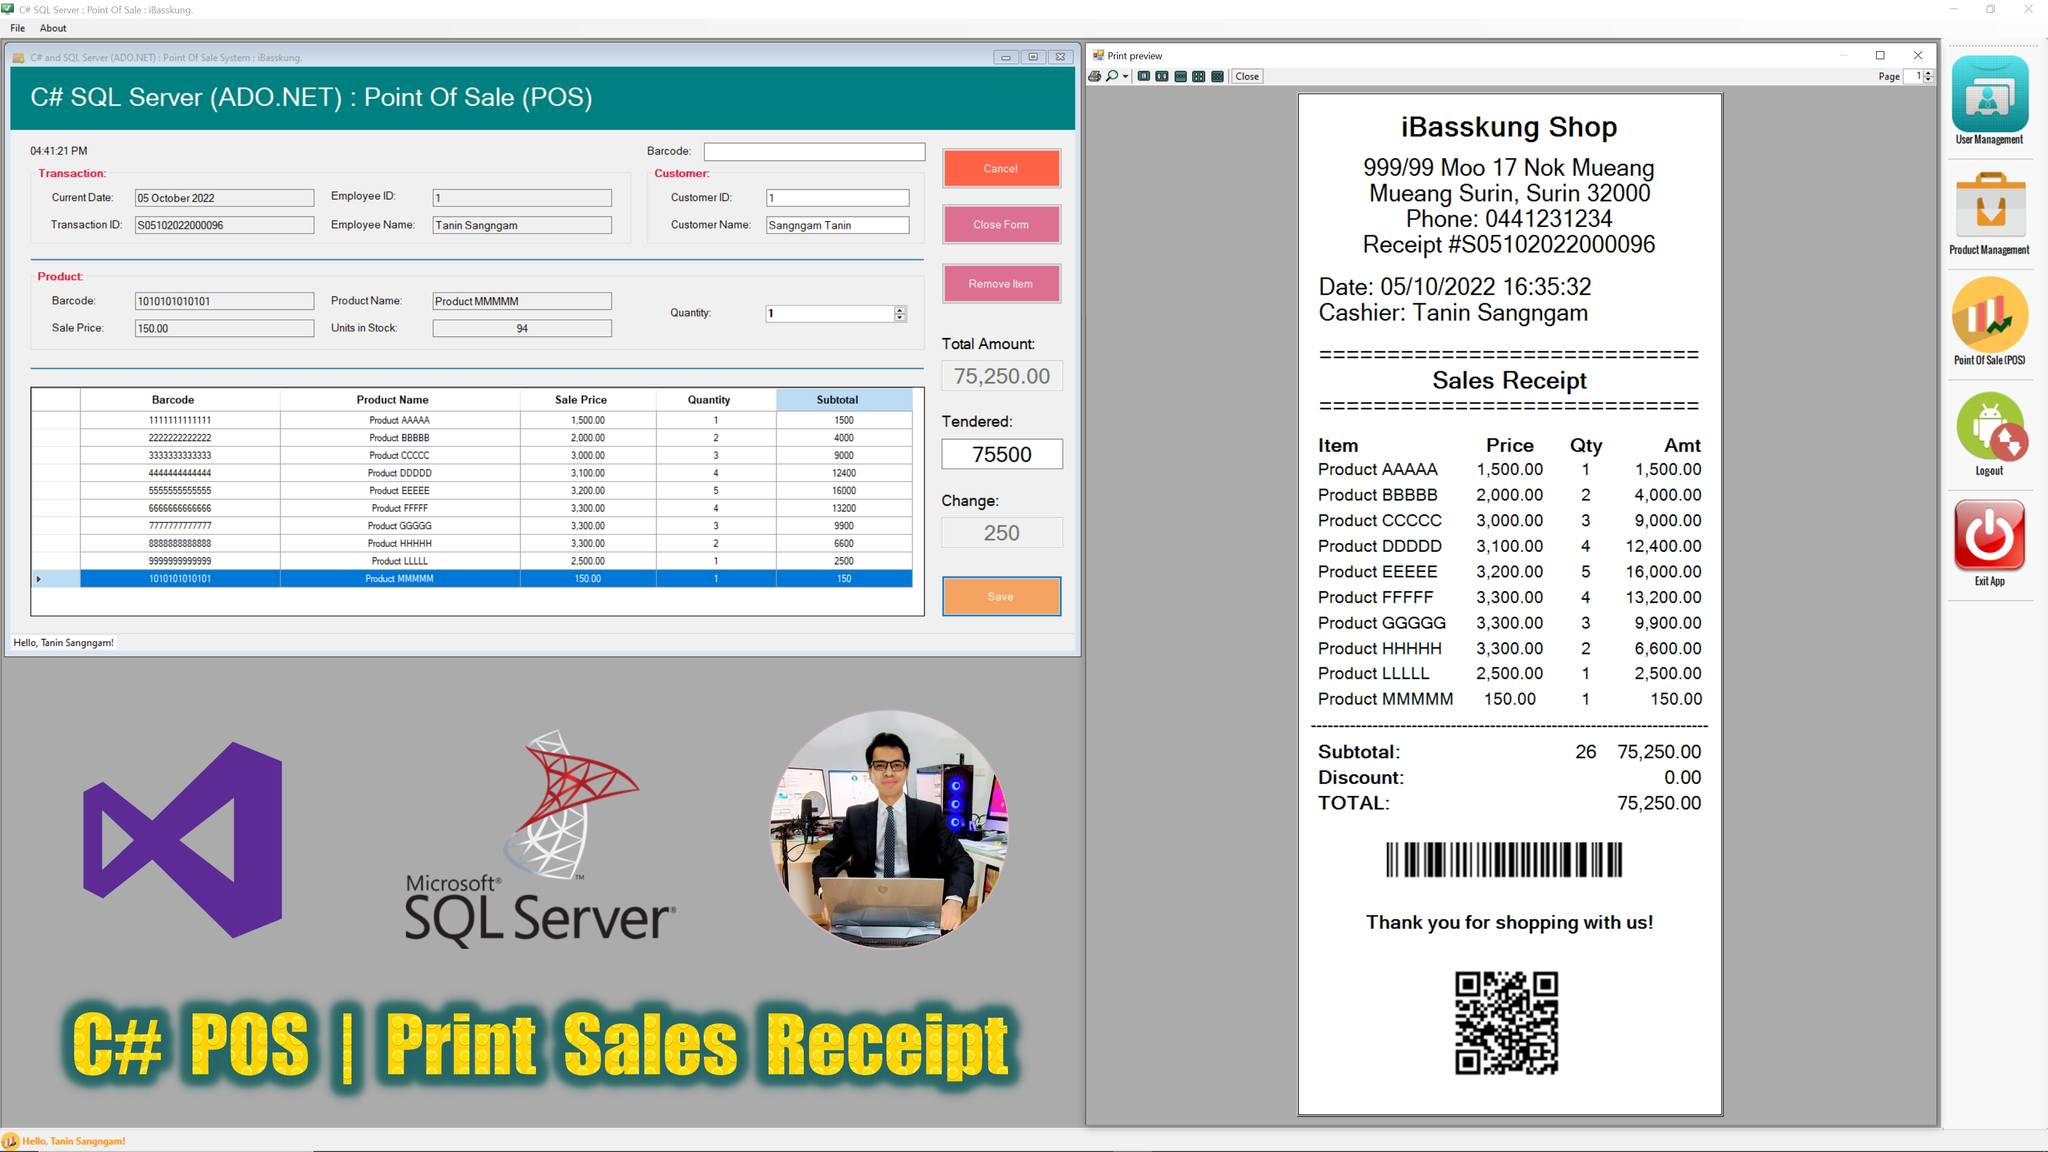 C# SQL Server : Point Of Sale : iBasskung.
File About
C# and SQL Server (ADO.NET) : Point Of Sale System : iBasskung.
C# SQL Server (ADO.NET) : Point Of Sale (POS)
04:41:21 PM
Barcode:
Transaction:
Current Date: 05 October 2022 Employee ID: 1
Transaction ID: S05102022000096 Employee Name: Tanin Sangngam
Customer:
Customer ID: 1
Customer Name: Sangngam Tanin
Product:
Barcode: 1010101010101 Product Name: Product MMMMM
Sale Price: 150.00 Units in Stock: 94
Quantity: 1
Barcode Product Name Sale Price Quantity Subtotal
1111111111111 Product AAAAA 1,500.00 1 1500
2222222222222 Product BBBBB 2,000.00 2 4000
3333333333333 Product CCCCC 3,000.00 3 9000
4444444444444 Product DDDDD 3,100.00 4 12400
5555555555555 Product EEEEE 3,200.00 5 16000
6666666666666 Product FFFFF 3,300.00 4 13200
7777777777777 Product GGGGG 3,300.00 3 9900
8888888888888 Product HHHHH 3,300.00 2 6600
9999999999999 Product LLLLL 2,500.00 1 2500
1010101010101 Product MMMMM 150.00 1 150
Cancel
Close Form
Remove Item
Total Amount:
75,250.00
Tendered:
75500
Change:
250
Save
Hello, Tanin Sangngam!
Microsoft®
SQL Server®
™
C# POS | Print Sales Receipt
Print preview
Close
Page 1
iBasskung Shop
999/99 Moo 17 Nok Mueang
Mueang Surin, Surin 32000
Phone: 0441231234
Receipt #S05102022000096
Date: 05/10/2022 16:35:32
Cashier: Tanin Sangngam
============================
Sales Receipt
============================
Item Price Qty Amt
Product AAAAA 1,500.00 1 1,500.00
Product BBBBB 2,000.00 2 4,000.00
Product CCCCC 3,000.00 3 9,000.00
Product DDDDD 3,100.00 4 12,400.00
Product EEEEE 3,200.00 5 16,000.00
Product FFFFF 3,300.00 4 13,200.00
Product GGGGG 3,300.00 3 9,900.00
Product HHHHH 3,300.00 2 6,600.00
Product LLLLL 2,500.00 1 2,500.00
Product MMMMM 150.00 1 150.00
Subtotal: 26 75,250.00
Discount: 0.00
TOTAL: 75,250.00
Thank you for shopping with us!
User Management
Product Management
Point Of Sale (POS)
Logout
Exit App
Hello, Tanin Sangngam!